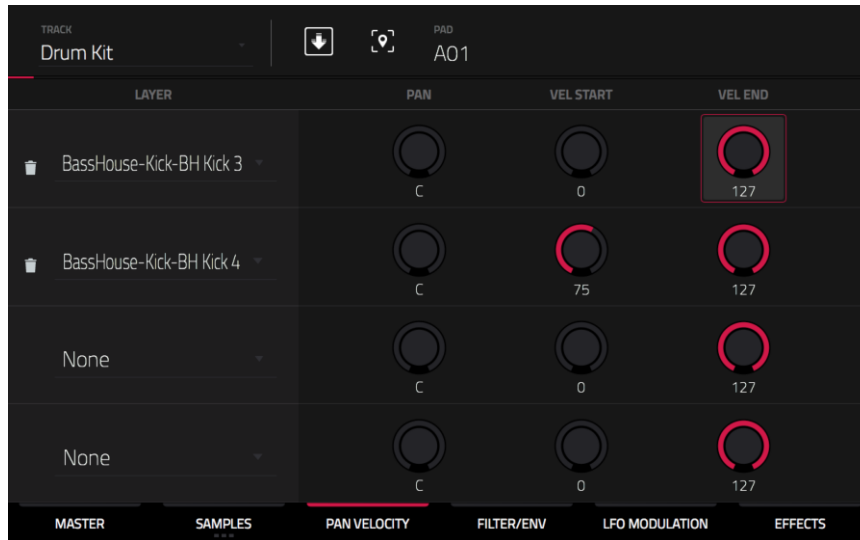 TRACK
Drum Kit
PAD
A01
LAYER PAN VEL START VEL END
BassHouse-Kick-BH Kick 3 C 0 127
BassHouse-Kick-BH Kick 4 C 75 127
None C 0 127
None C 0 127
MASTER SAMPLES PAN VELOCITY FILTER/ENV LFO MODULATION EFFECTS